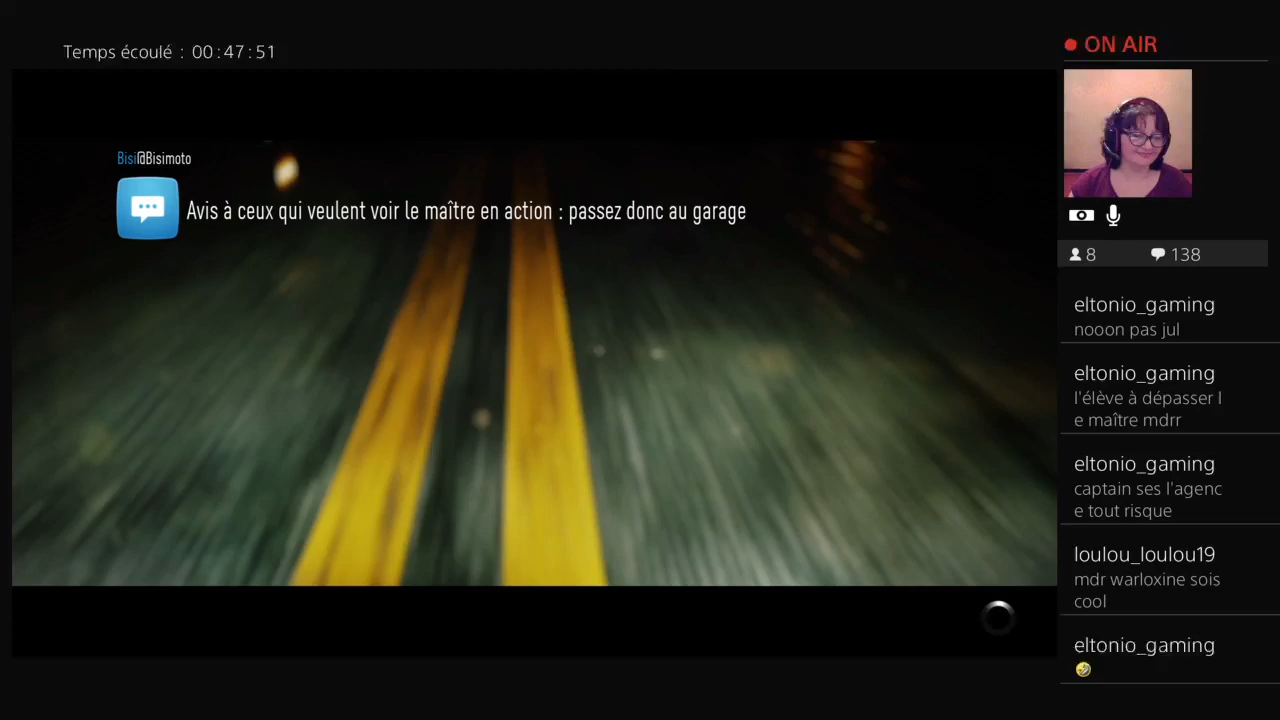 Temps écoulé : 00:47:51
ON AIR
Bisi@Bisimoto
Avis à ceux qui veulent voir le maître en action : passez donc au garage
8 138
eltonio_gaming
nooon pas jul
eltonio_gaming
l'élève à dépasser l
e maître mdrr
eltonio_gaming
captain ses l'agenc
e tout risque
loulou_loulou19
mdr warloxine sois
cool
eltonio_gaming
🤣